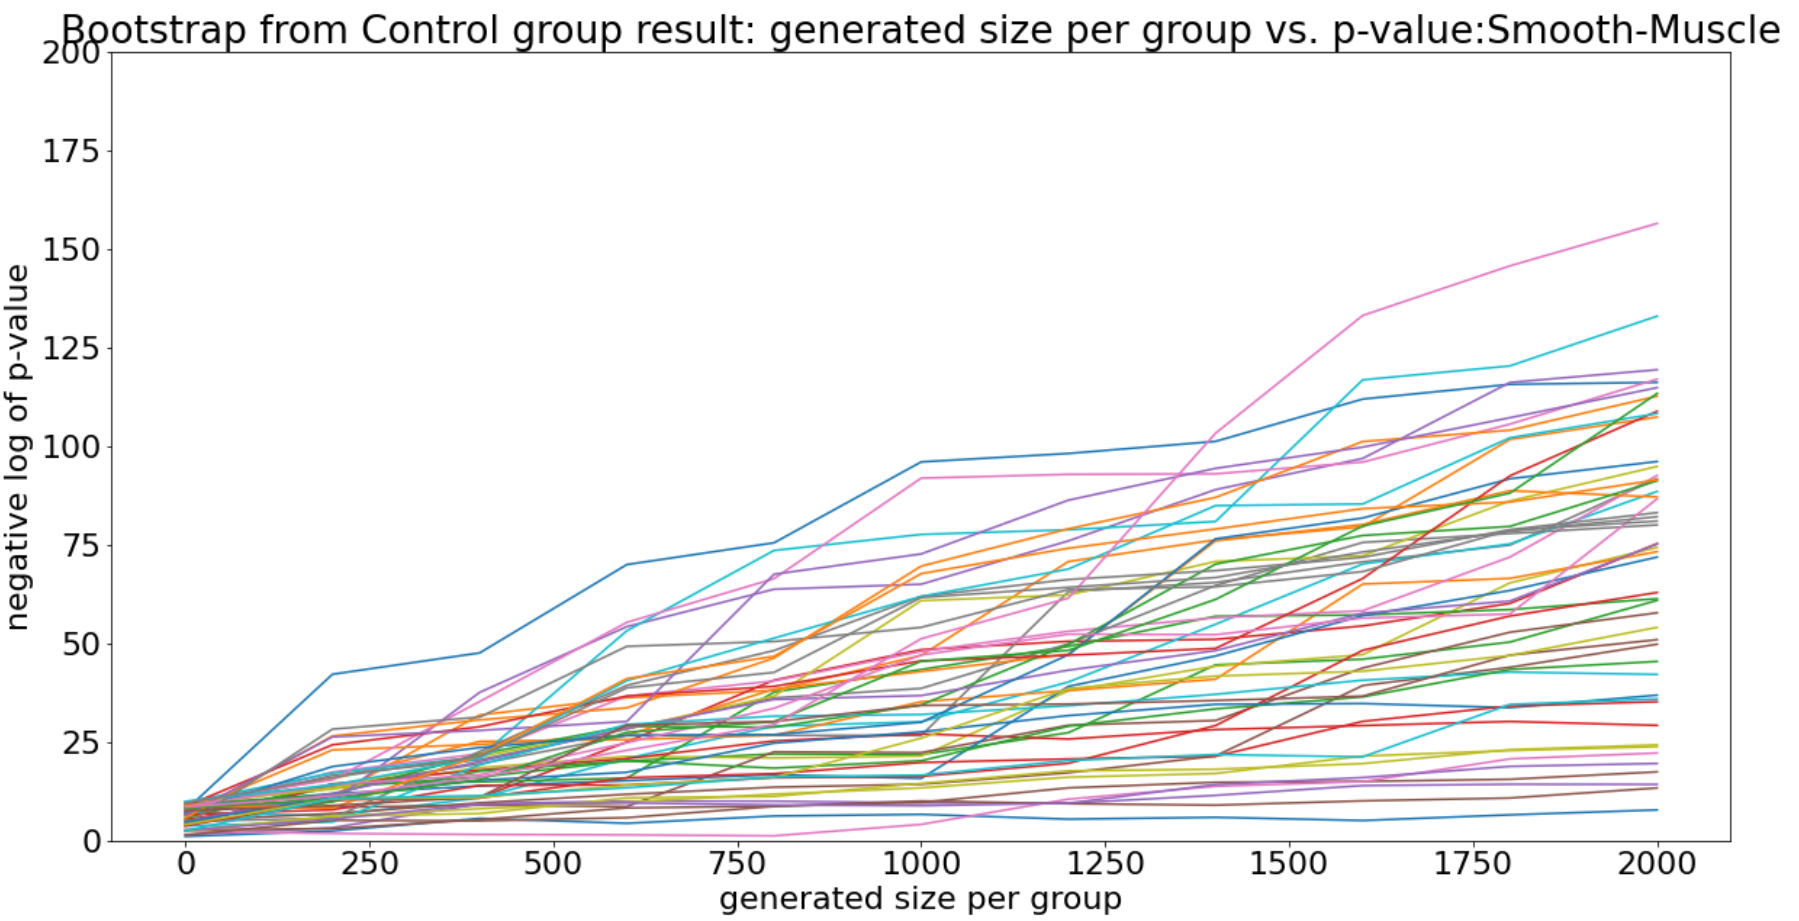 Bootstrap from Control group result: generated size per group vs. p-value:Smooth-Muscle
200
175
150
125
100
75
50
25
0
negative log of p-value
0 250 500 750 1000 1250 1500 1750 2000
generated size per group